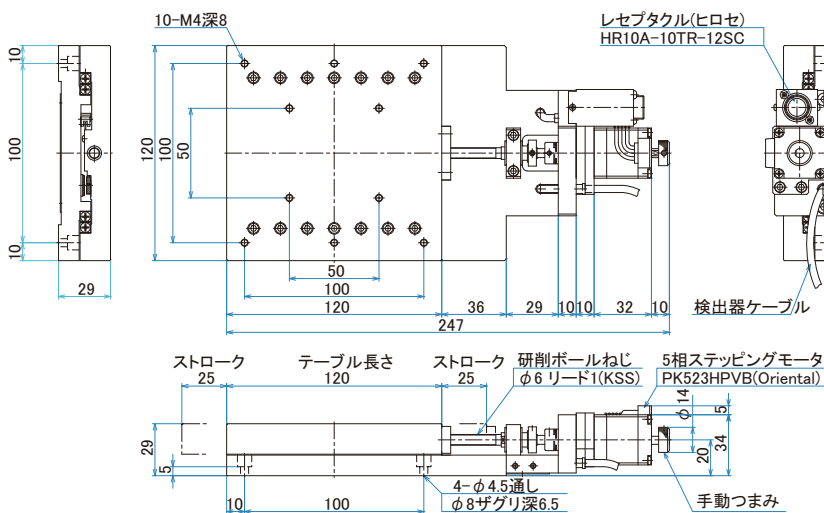 10-M4深8
レセプタクル(ヒロセ)
HR10A-10TR-12SC
10
100
10
29
120
100
50
50
100
120
36
29
10
10
32
10
247
検出器ケーブル
ストローク
25
テーブル長さ
120
ストローク
25
研削ボールねじ
φ6 リード1(KSS)
5相ステッピングモータ
PK523HPVB(Oriental)
φ14
5
34
20
29
5
10
100
4-φ4.5通し
φ8ザグリ深6.5
手動つまみ